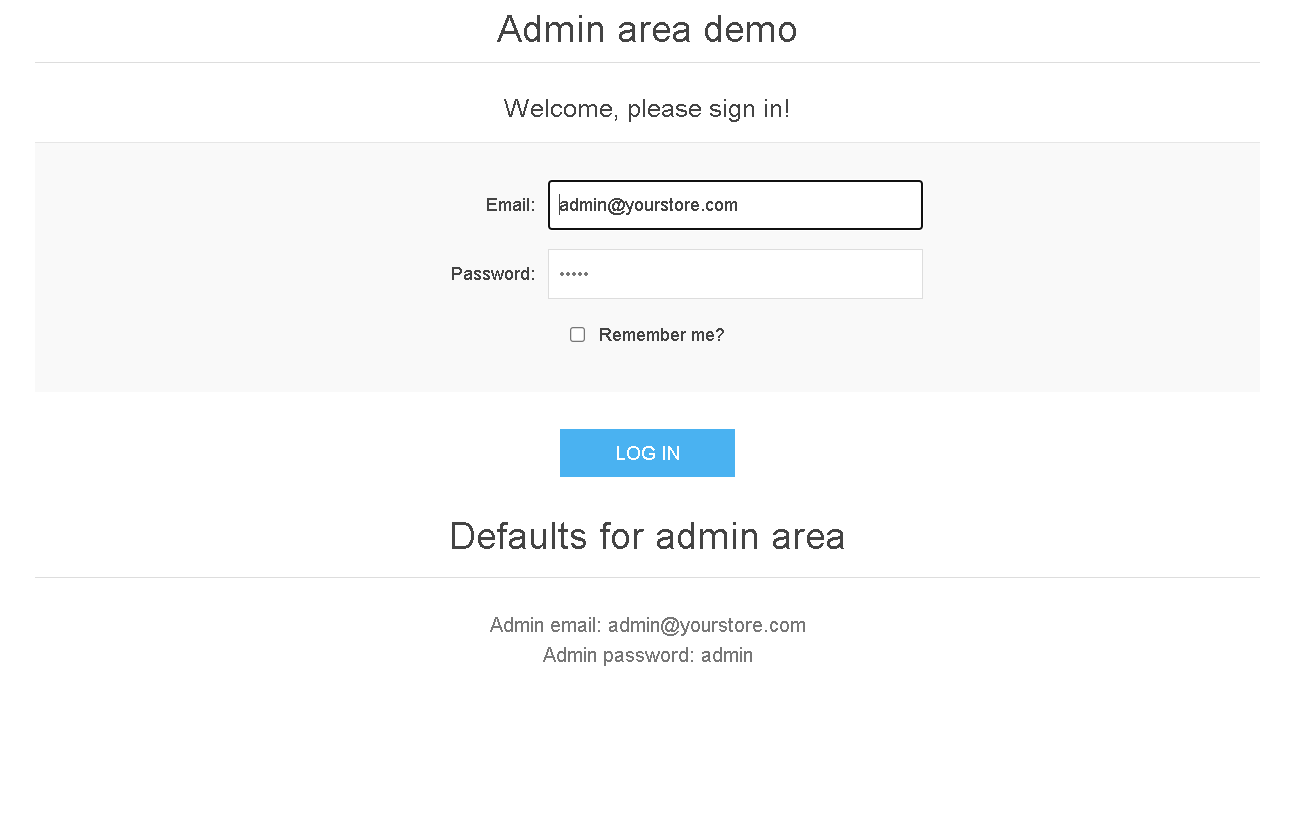 Admin area demo
Welcome, please sign in!
Email: admin@yourstore.com
Password: •••••
Remember me?
LOG IN
Defaults for admin area
Admin email: admin@yourstore.com
Admin password: admin